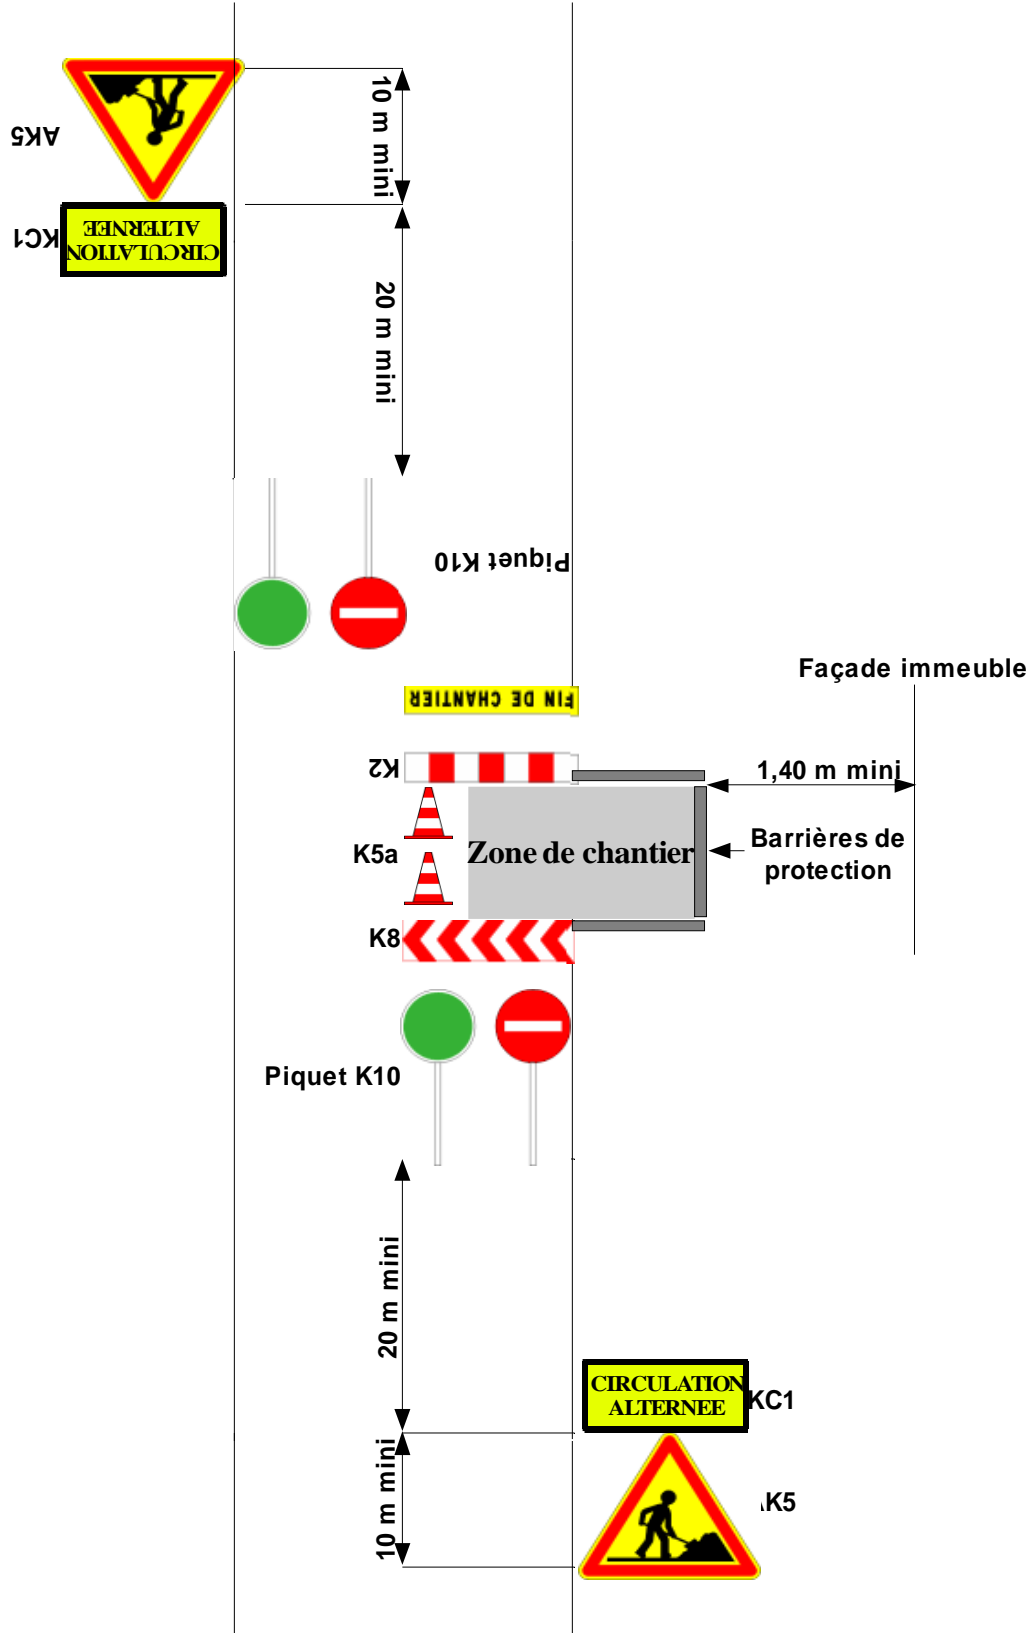 10 m mini
AK5
KC1
CIRCULATION
ALTERNEE
20 m mini
Piquet K10
Façade immeuble
FIN DE CHANTIER
K2
1,40 m mini
K5a
Zone de chantier
Barrières de
protection
K8
Piquet K10
20 m mini
CIRCULATION
ALTERNEE
KC1
10 m mini
AK5